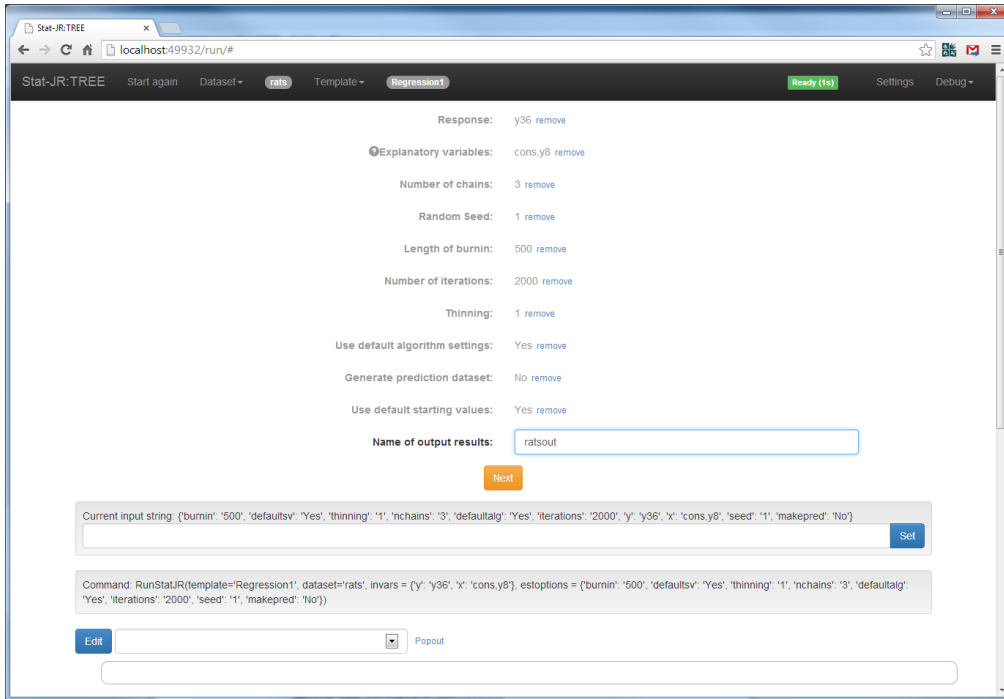 Stat-JR:TREE
localhost:49932/run/#
Stat-JR:TREE Start again Dataset rats Template Regression1 Ready (1s) Settings Debug
Response: y36 remove
Explanatory variables: cons,y8 remove
Number of chains: 3 remove
Random Seed: 1 remove
Length of burnin: 500 remove
Number of iterations: 2000 remove
Thinning: 1 remove
Use default algorithm settings: Yes remove
Generate prediction dataset: No remove
Use default starting values: Yes remove
Name of output results: ratsout
Next
Current input string: {'burnin': '500', 'defaultsv': 'Yes', 'thinning': '1', 'nchains': '3', 'defaultalg': 'Yes', 'iterations': '2000', 'y': 'y36', 'x': 'cons,y8', 'seed': '1', 'makepred': 'No'}
Set
Command: RunStatJR(template='Regression1', dataset='rats', invars = {'y': 'y36', 'x': 'cons,y8'}, estoptions = {'burnin': '500', 'defaultsv': 'Yes', 'thinning': '1', 'nchains': '3', 'defaultalg':
'Yes', 'iterations': '2000', 'seed': '1', 'makepred': 'No'})
Edit Popout